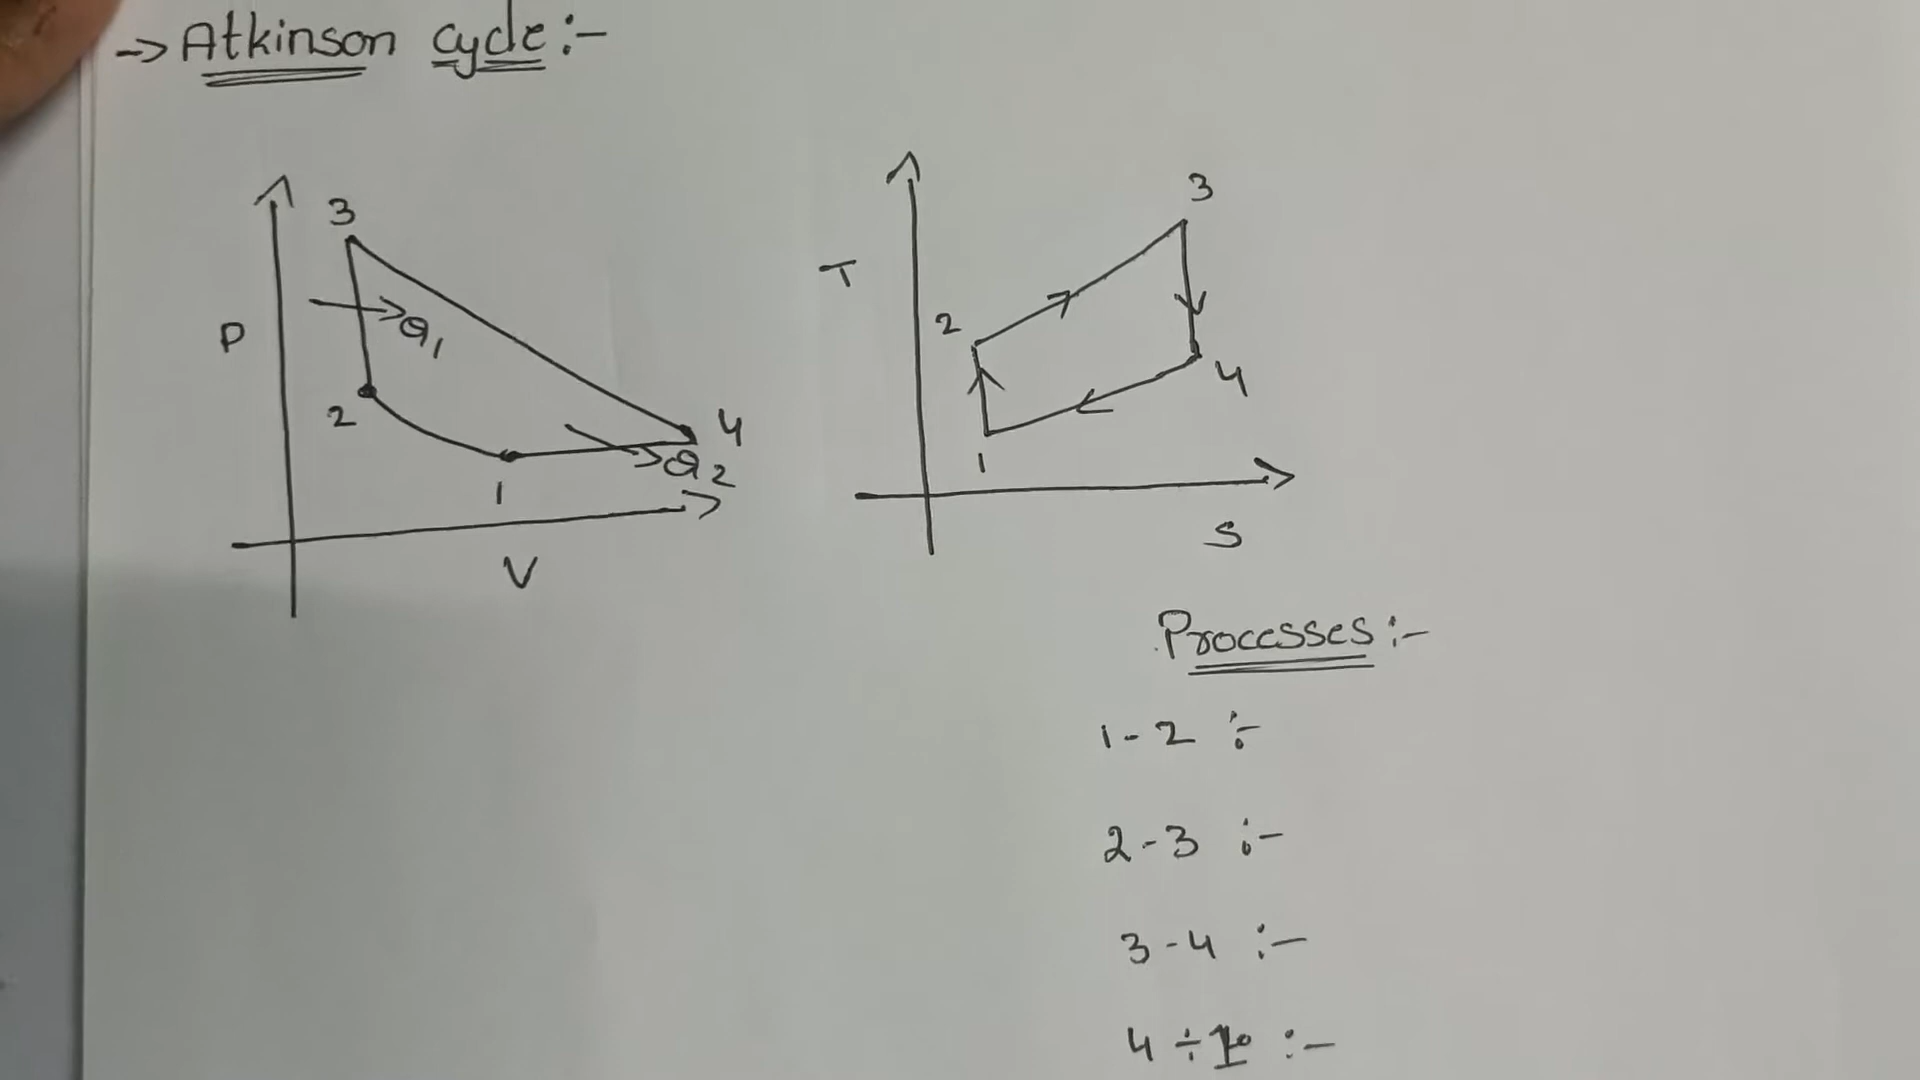 -> Atkinson cycle :-
3
P
Q1
2
4
Q2
1
V
3
T
2
4
1
S
Processes :-
1-2 :-
2-3 :-
3-4 :-
4 :-